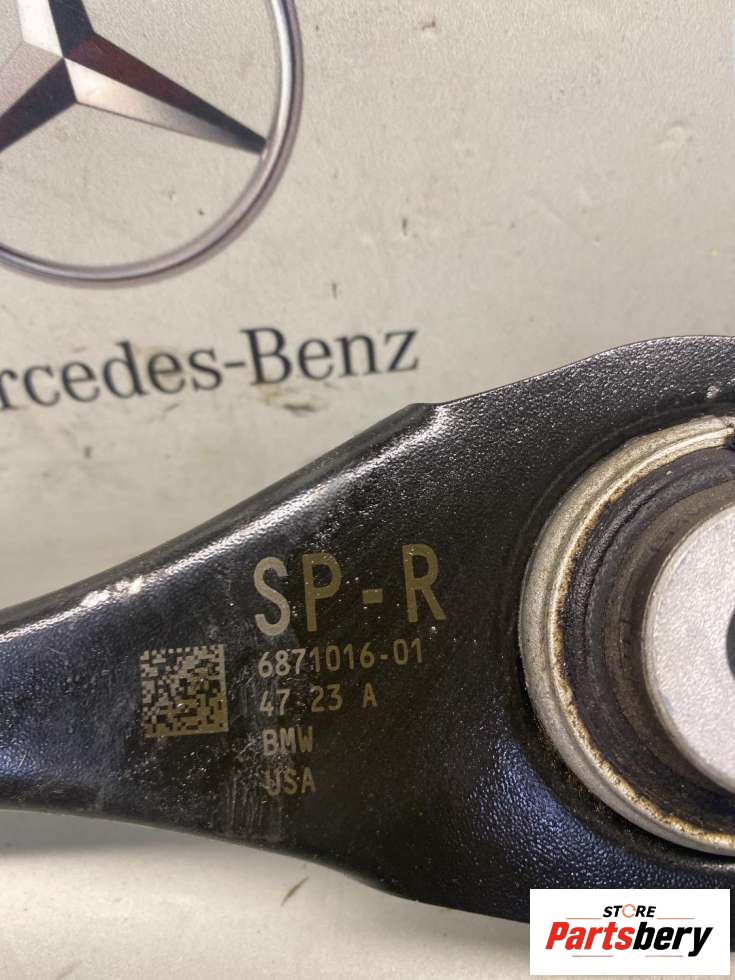 rcedes-Benz
SP-R
6871016-01
47 23 A
BMW
USA
STORE
Partsbery